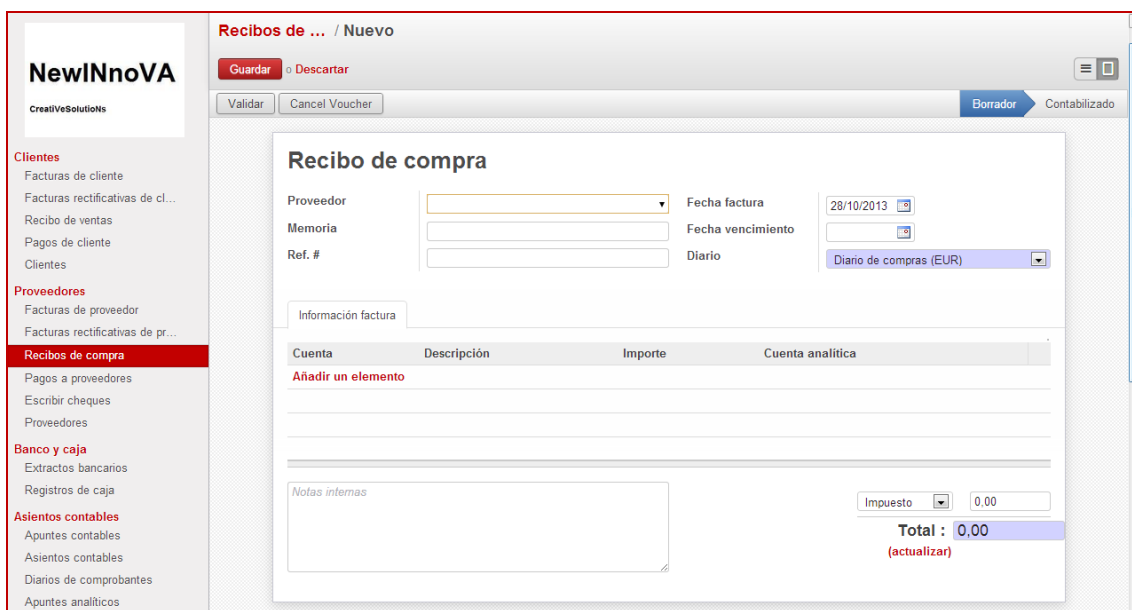 NewINnoVA
CreatiVeSolutioNs
Clientes
Facturas de cliente
Facturas rectificativas de cl...
Recibo de ventas
Pagos de cliente
Clientes
Proveedores
Facturas de proveedor
Facturas rectificativas de pr...
Recibos de compra
Pagos a proveedores
Escribir cheques
Proveedores
Banco y caja
Extractos bancarios
Registros de caja
Asientos contables
Apuntes contables
Asientos contables
Diarios de comprobantes
Apuntes analíticos
Recibos de ... / Nuevo
Guardar o Descartar
Validar Cancel Voucher Borrador Contabilizado
Recibo de compra
Proveedor Fecha factura 28/10/2013
Memoria Fecha vencimiento
Ref. # Diario Diario de compras (EUR)
Información factura
Cuenta Descripción Importe Cuenta analítica
Añadir un elemento
Notas internas
Impuesto 0,00
Total : 0,00
(actualizar)